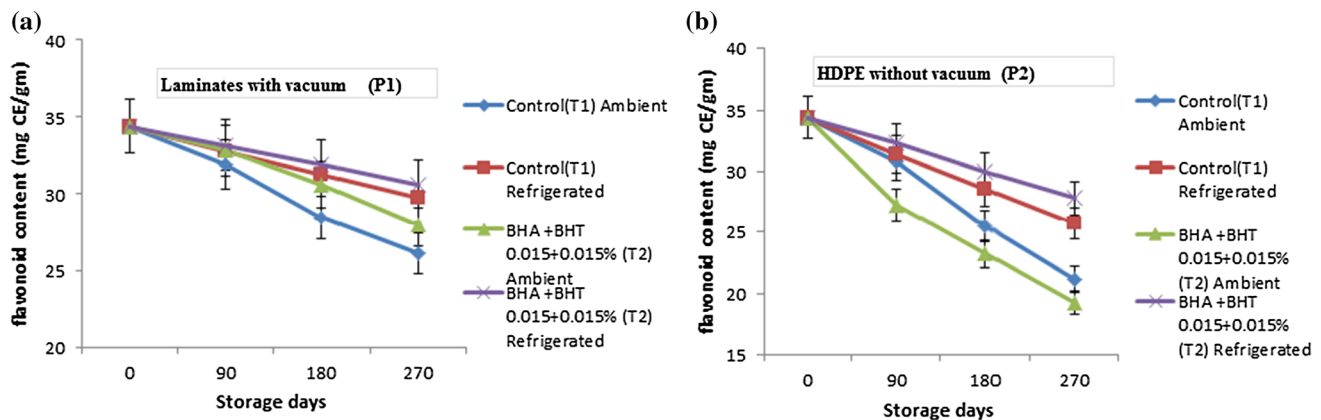 (a)
flavonoid content (mg CE/gm)
40
35
30
25
20
Laminates with vacuum (P1)
0 90 180 270
Storage days
Control(T1) Ambient
Control(T1)
Refrigerated
BHA +BHT
0.015+0.015% (T2)
Ambient
BHA +BHT
0.015+0.015% (T2)
Refrigerated
(b)
flavonoid content (mg CE/gm)
40
35
30
25
20
15
HDPE without vacuum (P2)
0 90 180 270
Storage days
Control(T1)
Ambient
Control(T1)
Refrigerated
BHA +BHT
0.015+0.015%
(T2) Ambient
BHA +BHT
0.015+0.015%
(T2) Refrigerated